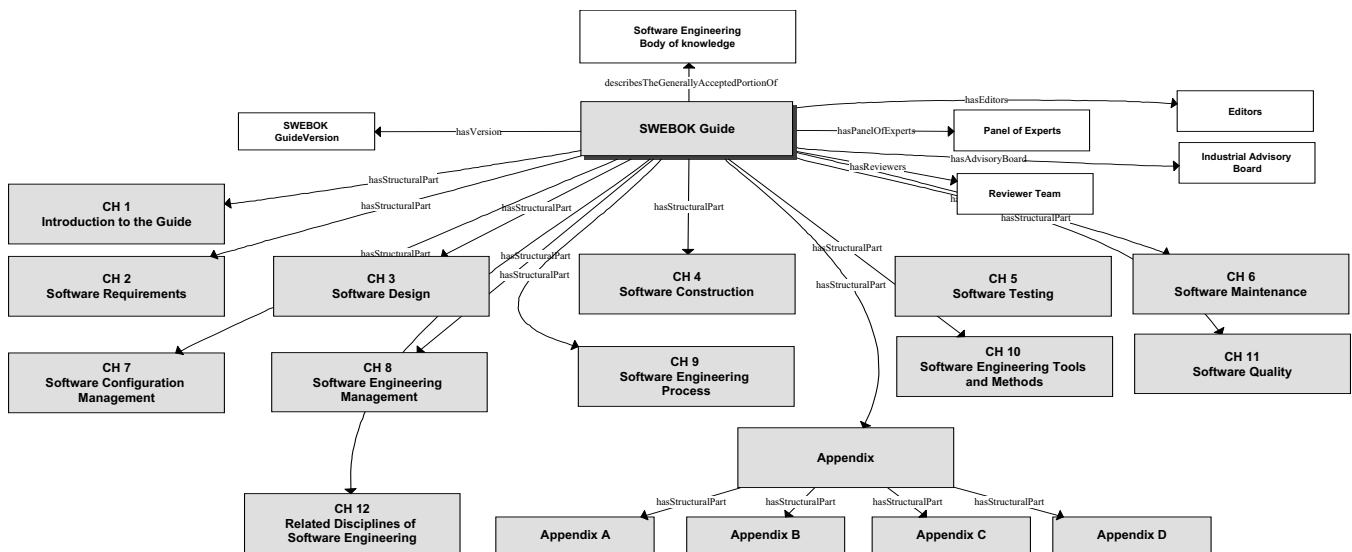 Software Engineering
Body of knowledge
describesTheGenerallyAcceptedPortionOf
hasEditors
Editors
SWEBOK
GuideVersion
hasVersion
SWEBOK Guide
hasPanelOfExperts
Panel of Experts
hasAdvisoryBoard
Industrial Advisory
Board
hasReviewers
Reviewer Team
hasStructuralPart
CH 1
Introduction to the Guide
hasStructuralPart
hasStructuralPart
hasStructuralPart
hasStructuralPart
hasStructuralPart
hasStructuralPart
hasStructuralPart
hasStructuralPart
hasStructuralPart
CH 2
Software Requirements
CH 3
Software Design
CH 4
Software Construction
CH 5
Software Testing
CH 6
Software Maintenance
hasStructuralPart
CH 7
Software Configuration
Management
CH 8
Software Engineering
Management
CH 9
Software Engineering
Process
CH 10
Software Engineering Tools
and Methods
CH 11
Software Quality
Appendix
hasStructuralPart
hasStructuralPart
hasStructuralPart
hasStructuralPart
CH 12
Related Disciplines of
Software Engineering
Appendix A
Appendix B
Appendix C
Appendix D